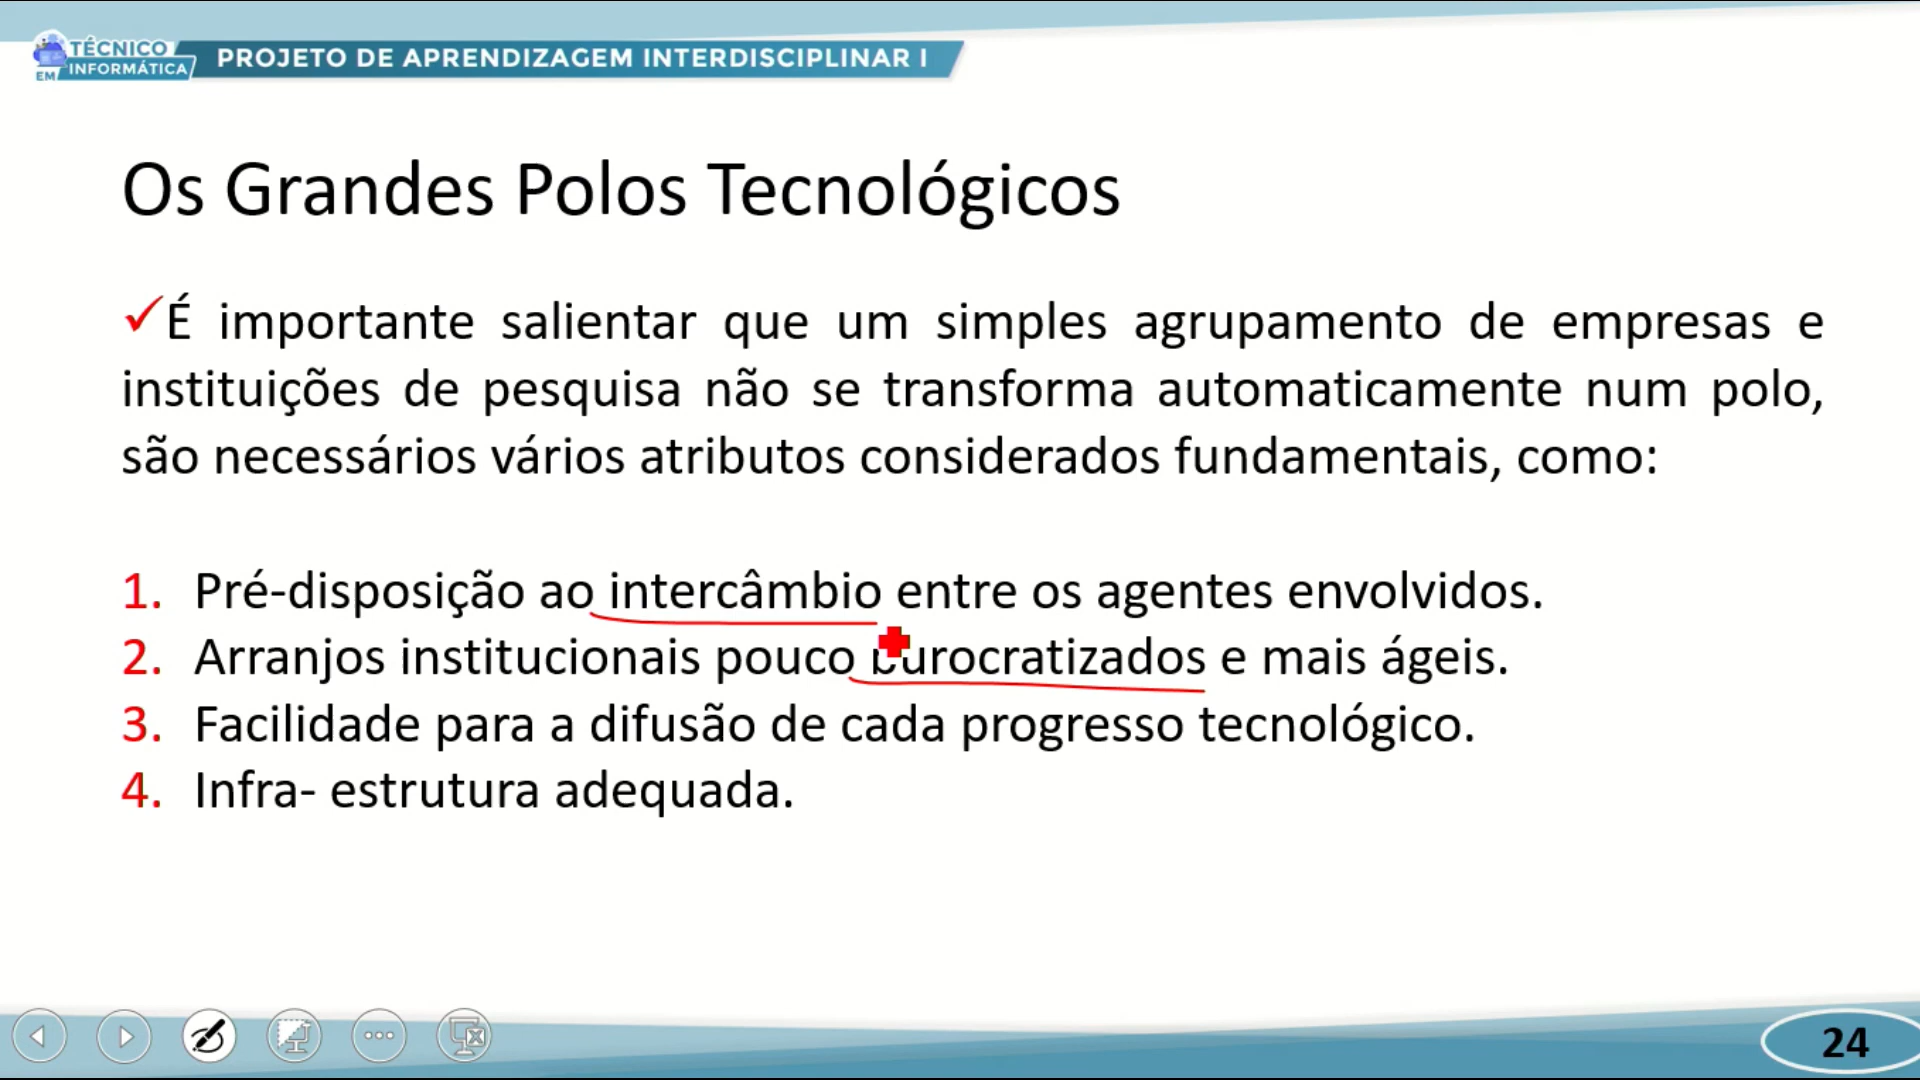 TÉCNICO
EM INFORMÁTICA
PROJETO DE APRENDIZAGEM INTERDISCIPLINAR I
Os Grandes Polos Tecnológicos
✓É importante salientar que um simples agrupamento de empresas e
instituições de pesquisa não se transforma automaticamente num polo,
são necessários vários atributos considerados fundamentais, como:
1. Pré-disposição ao intercâmbio entre os agentes envolvidos.
2. Arranjos institucionais pouco burocratizados e mais ágeis.
3. Facilidade para a difusão de cada progresso tecnológico.
4. Infra- estrutura adequada.
24